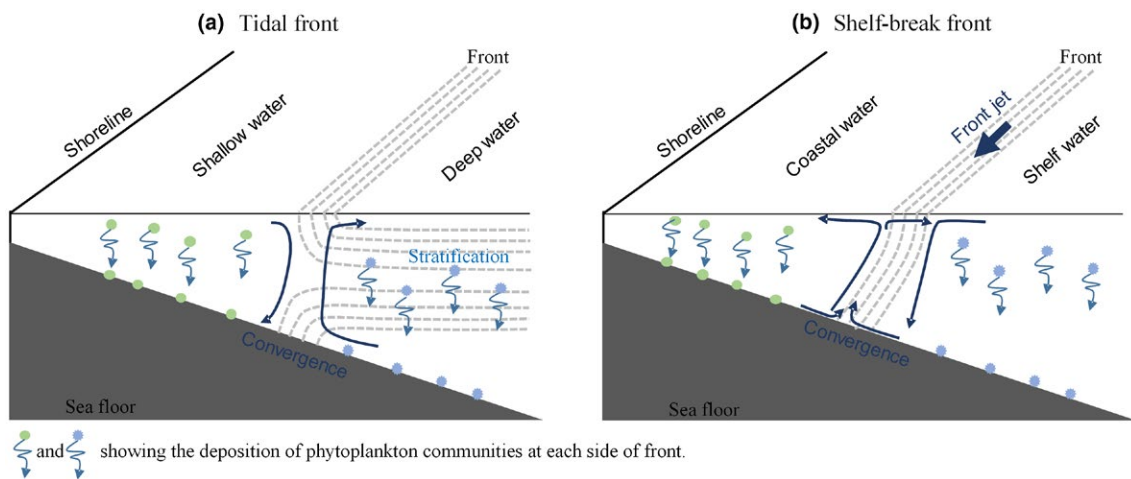 (a) Tidal front
Front
Shoreline
Shallow water
Deep water
Stratification
Convergence
Sea floor
(b) Shelf-break front
Front
Front jet
Shoreline
Coastal water
Shelf water
Convergence
Sea floor
and showing the deposition of phytoplankton communities at each side of front.